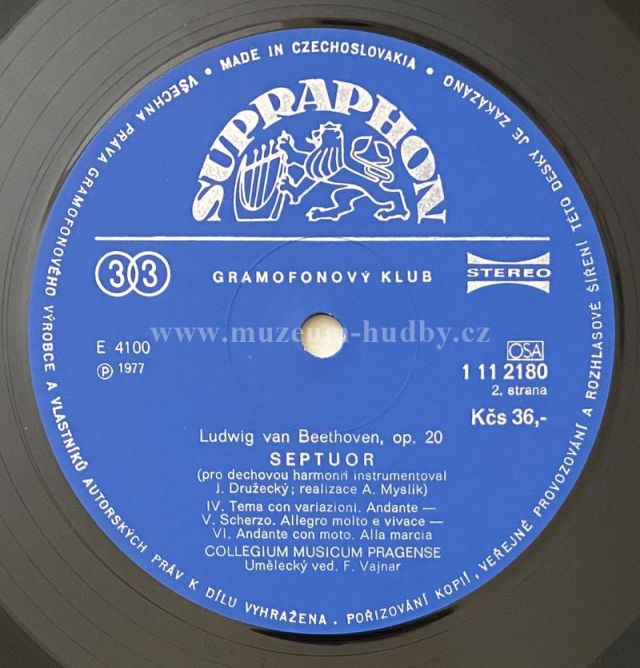 VŠECHNA PRÁVA GRAMOFONOVÉHO VÝROBCE A VLASTNÍKŮ AUTORSKÝCH PRÁV K DÍLU VYHRAŽENA. POŘIZOVÁNÍ KOPIÍ, VEŘEJNÉ PROVOZOVÁNÍ A ROZHLASOVÉ ŠÍŘENÍ TÉTO DESKY JE ZAKÁZÁNO
• MADE IN CZECHOSLOVAKIA •
SUPRAPHON
33 GRAMOFONOVÝ KLUB STEREO
www.muzeum-hudby.cz
E 4100 OSA
Ⓟ 1977 1 11 2180
2. strana
Kčs 36,-
Ludwig van Beethoven, op. 20
SEPTUOR
(pro dechovou harmonii instrumentoval
J. Družecký; realizace A. Myslík)
IV. Tema con variazioni. Andante —
V. Scherzo. Allegro molto e vivace —
VI. Andante con moto. Alla marcia
COLLEGIUM MUSICUM PRAGENSE
Umělecký ved. F. Vajnar